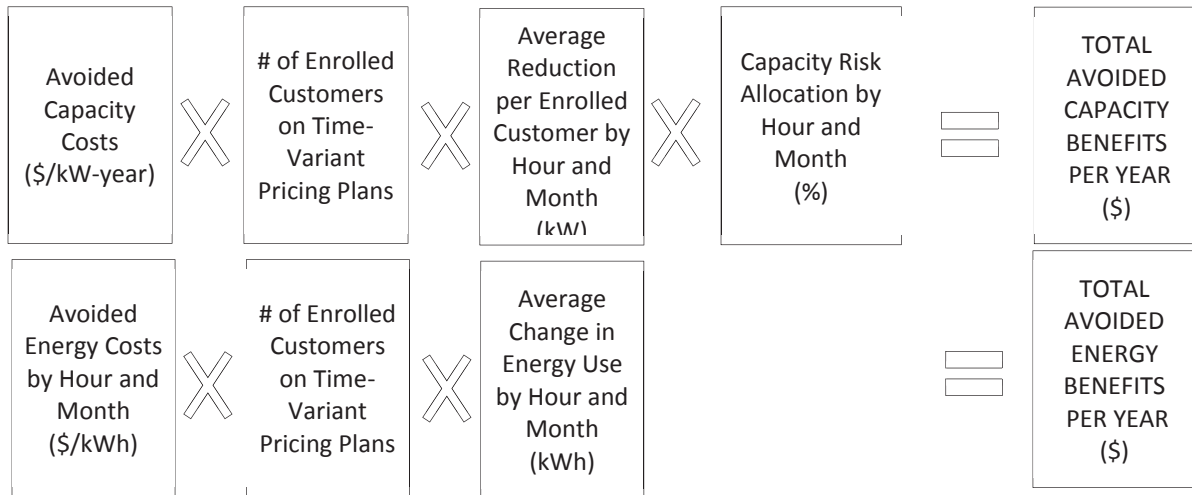 Avoided
Capacity
Costs
($/kW-year)
# of Enrolled
Customers
on Time-
Variant
Pricing Plans
Average
Reduction
per Enrolled
Customer by
Hour and
Month
(kW)
Capacity Risk
Allocation by
Hour and
Month
(%)
TOTAL
AVOIDED
CAPACITY
BENEFITS
PER YEAR
($)
Avoided
Energy Costs
by Hour and
Month
($/kWh)
# of Enrolled
Customers
on Time-
Variant
Pricing Plans
Average
Change in
Energy Use
by Hour and
Month
(kWh)
TOTAL
AVOIDED
ENERGY
BENEFITS
PER YEAR
($)